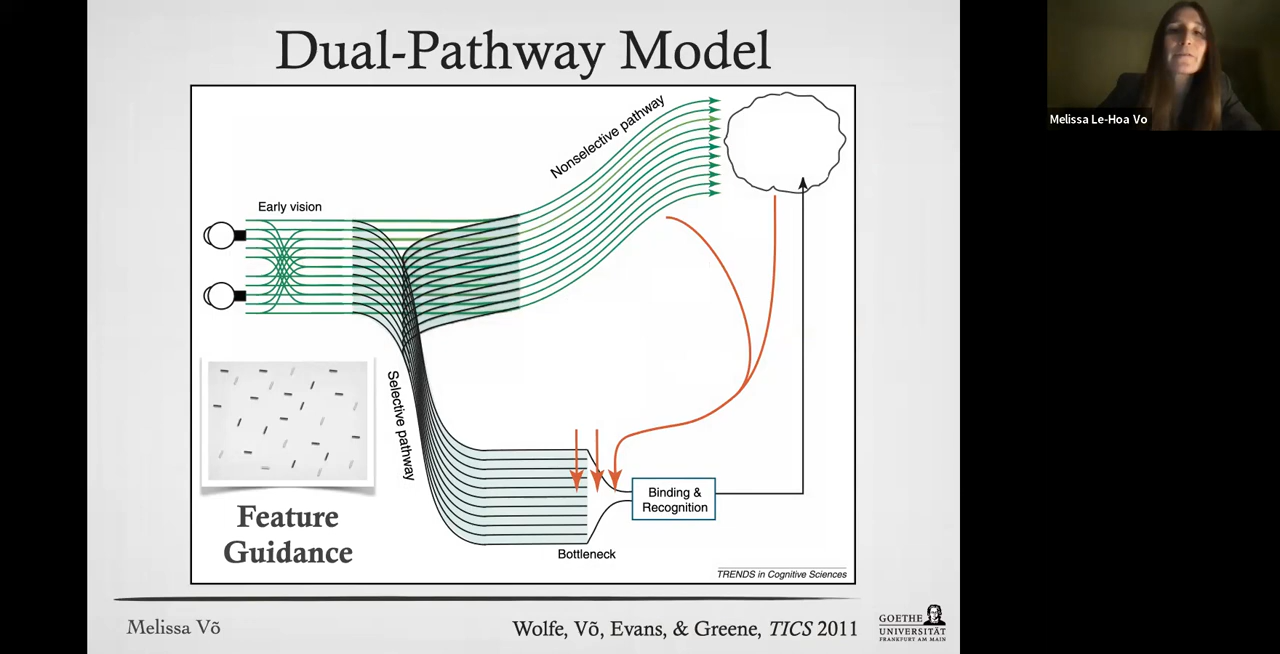 Dual-Pathway Model
Melissa Le-Hoa Vo
Nonselective pathway
Early vision
Selective pathway
Feature
Guidance
Binding &
Recognition
Bottleneck
TRENDS in Cognitive Sciences
Melissa Võ
Wolfe, Võ, Evans, & Greene, TICS 2011
GOETHE
UNIVERSITÄT
FRANKFURT AM MAIN